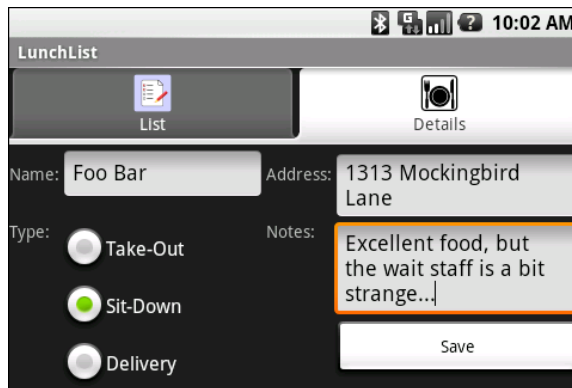 10:02 AM
LunchList
List
Details
Name:
Foo Bar
Address:
1313 Mockingbird
Lane
Type:
Take-Out
Sit-Down
Delivery
Notes:
Excellent food, but
the wait staff is a bit
strange...
Save